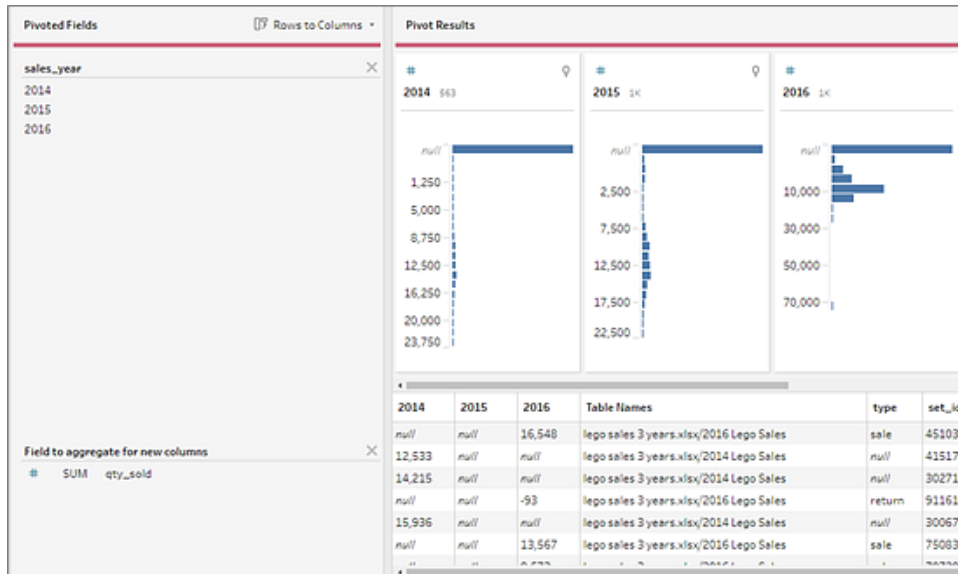 Pivoted Fields
Rows to Columns
Pivot Results
sales_year
2014
2015
2016
# 
2014 563
null
1,250
5,000
8,750
12,500
16,250
20,000
23,750
#
2015 1K
null
2,500
7,500
12,500
17,500
22,500
#
2016 1K
null
10,000
30,000
50,000
70,000
Field to aggregate for new columns
# SUM qty_sold
2014 2015 2016 Table Names type
null null 16,548 lego sales 3 years.xlsx/2016 Lego Sales sale 45103
12,533 null null lego sales 3 years.xlsx/2014 Lego Sales null 41517
14,215 null null lego sales 3 years.xlsx/2014 Lego Sales null 30271
null null -93 lego sales 3 years.xlsx/2016 Lego Sales return 91161
15,936 null null lego sales 3 years.xlsx/2014 Lego Sales null 30067
null null 13,567 lego sales 3 years.xlsx/2016 Lego Sales sale 75083